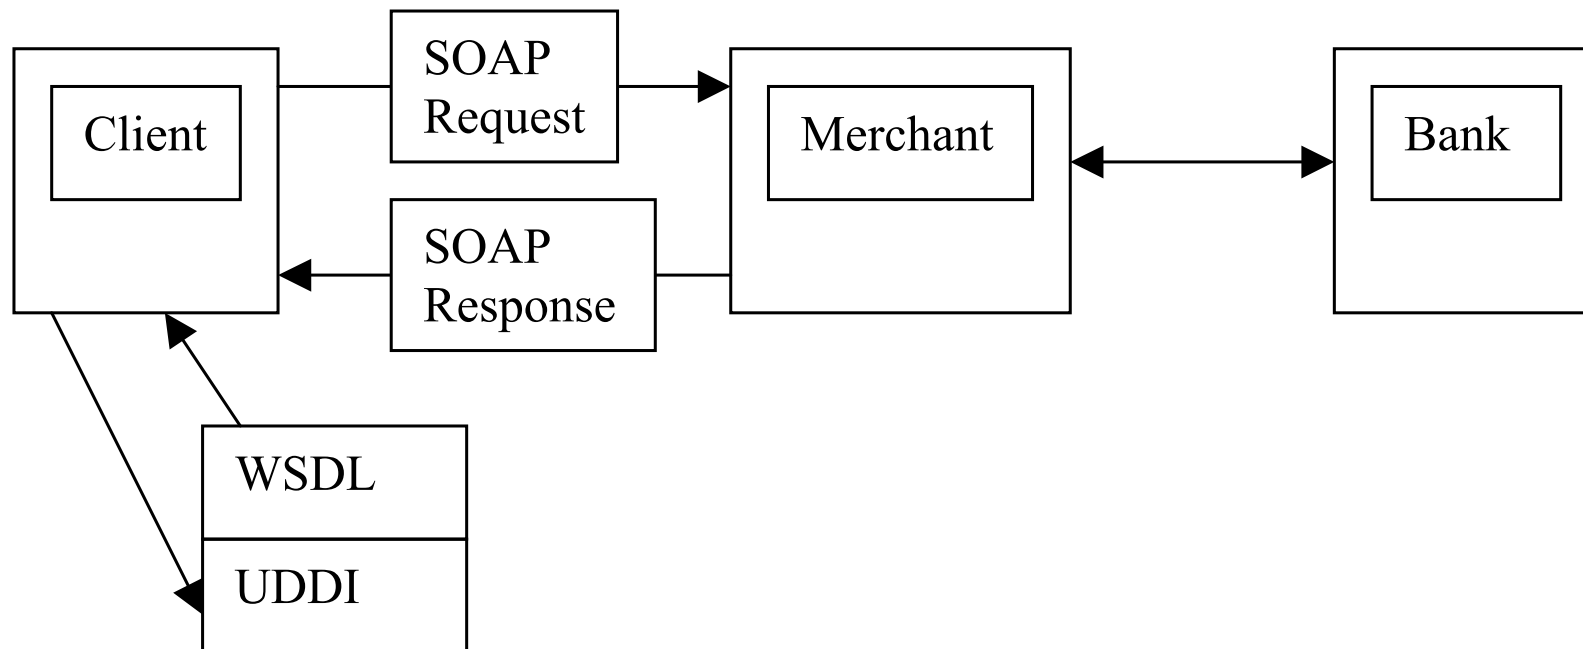 Client
SOAP
Request
Merchant
Bank
SOAP
Response
WSDL
UDDI